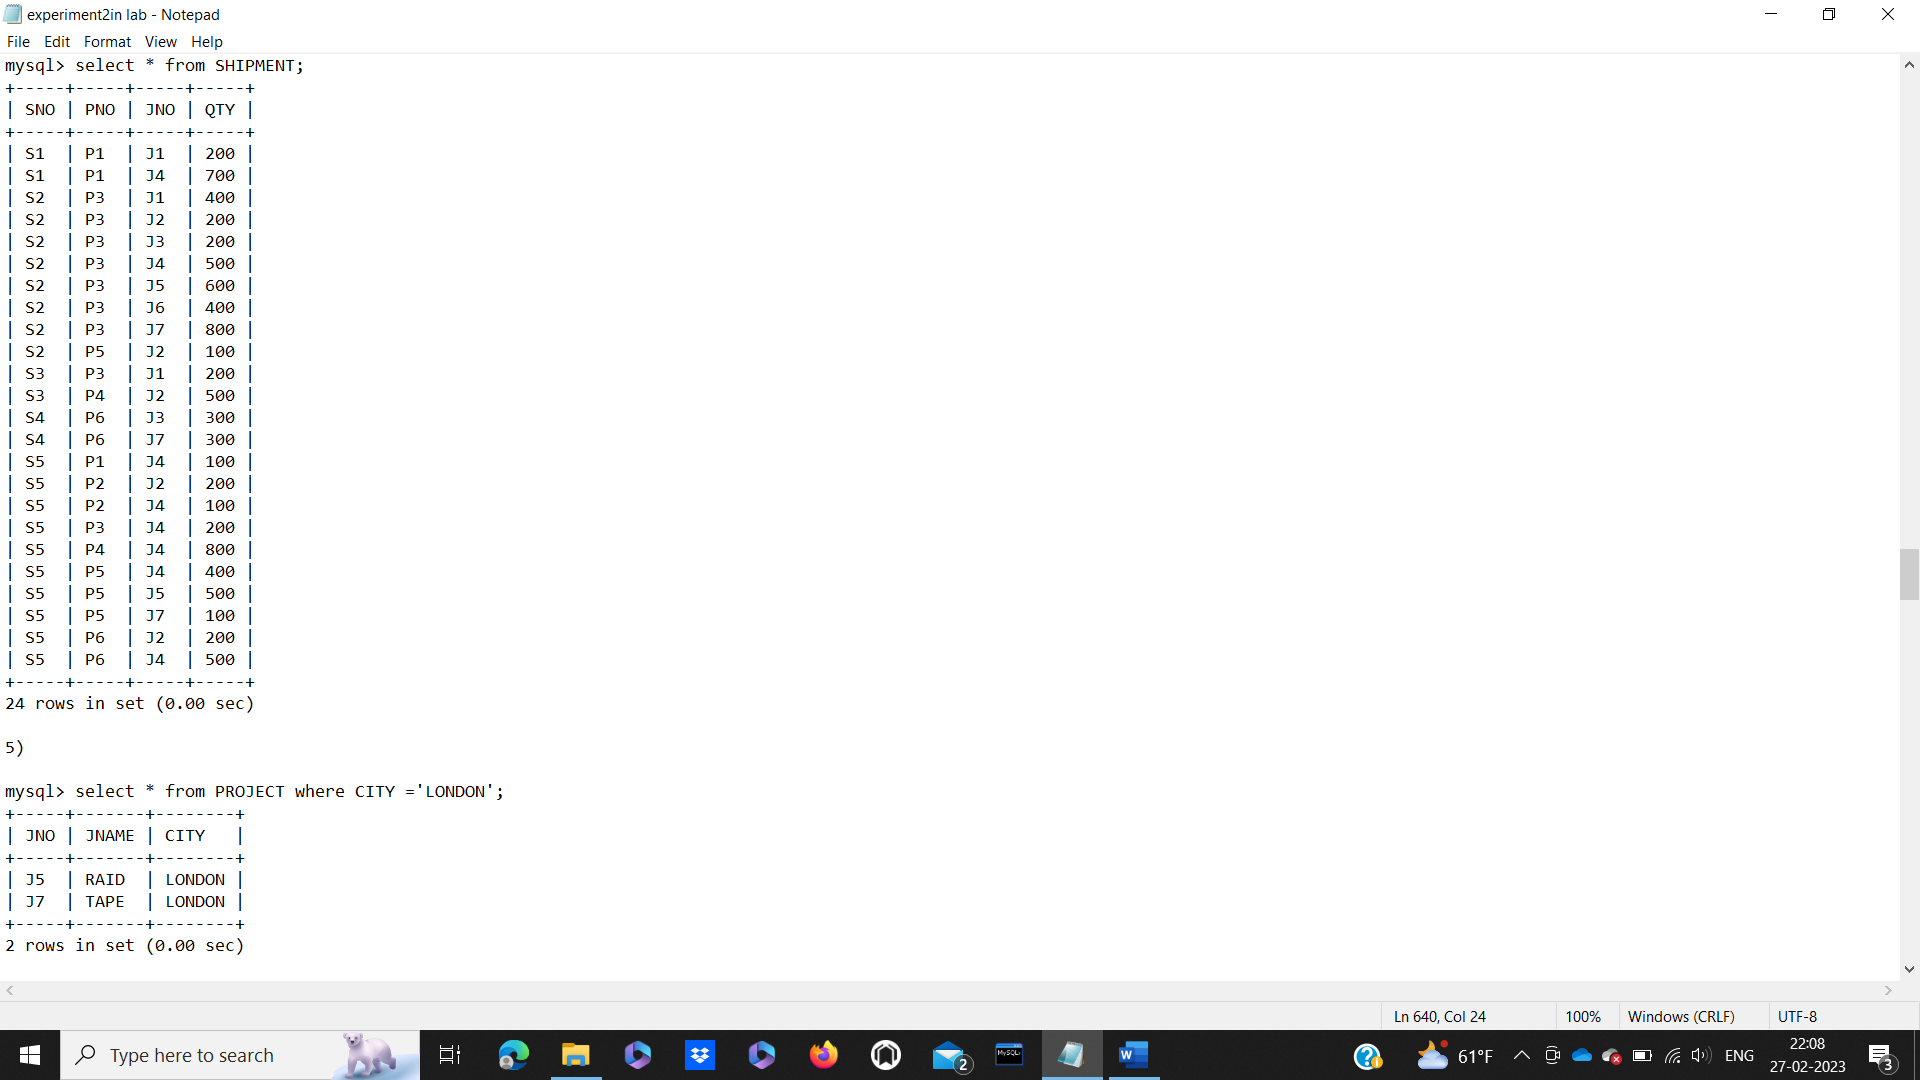 experiment2in lab - Notepad
File Edit Format View Help
mysql> select * from SHIPMENT;
+-----+-----+-----+-----+
| SNO | PNO | JNO | QTY |
+-----+-----+-----+-----+
| S1  | P1  | J1  | 200 |
| S1  | P1  | J4  | 700 |
| S2  | P3  | J1  | 400 |
| S2  | P3  | J2  | 200 |
| S2  | P3  | J3  | 200 |
| S2  | P3  | J4  | 500 |
| S2  | P3  | J5  | 600 |
| S2  | P3  | J6  | 400 |
| S2  | P3  | J7  | 800 |
| S2  | P5  | J2  | 100 |
| S3  | P3  | J1  | 200 |
| S3  | P4  | J2  | 500 |
| S4  | P6  | J3  | 300 |
| S4  | P6  | J7  | 300 |
| S5  | P1  | J4  | 100 |
| S5  | P2  | J2  | 200 |
| S5  | P2  | J4  | 100 |
| S5  | P3  | J4  | 200 |
| S5  | P4  | J4  | 800 |
| S5  | P5  | J4  | 400 |
| S5  | P5  | J5  | 500 |
| S5  | P5  | J7  | 100 |
| S5  | P6  | J2  | 200 |
| S5  | P6  | J4  | 500 |
+-----+-----+-----+-----+
24 rows in set (0.00 sec)
5)
mysql> select * from PROJECT where CITY ='LONDON';
+-----+-------+--------+
| JNO | JNAME | CITY   |
+-----+-------+--------+
| J5  | RAID  | LONDON |
| J7  | TAPE  | LONDON |
+-----+-------+--------+
2 rows in set (0.00 sec)
Ln 640, Col 24 100% Windows (CRLF) UTF-8
Type here to search 2 MySQL 61°F ENG 22:08 3
27-02-2023